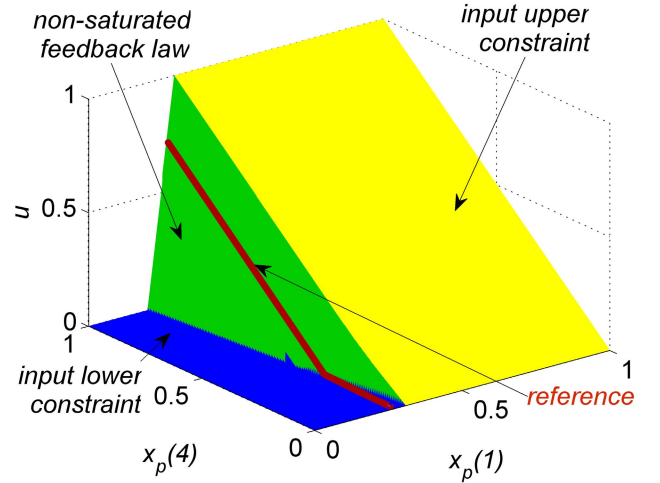 non-saturated
feedback law
input upper
constraint
1
0.5
0
u
1
0.5
0
input lower
constraint
x_p(4)
0
0.5
1
x_p(1)
reference